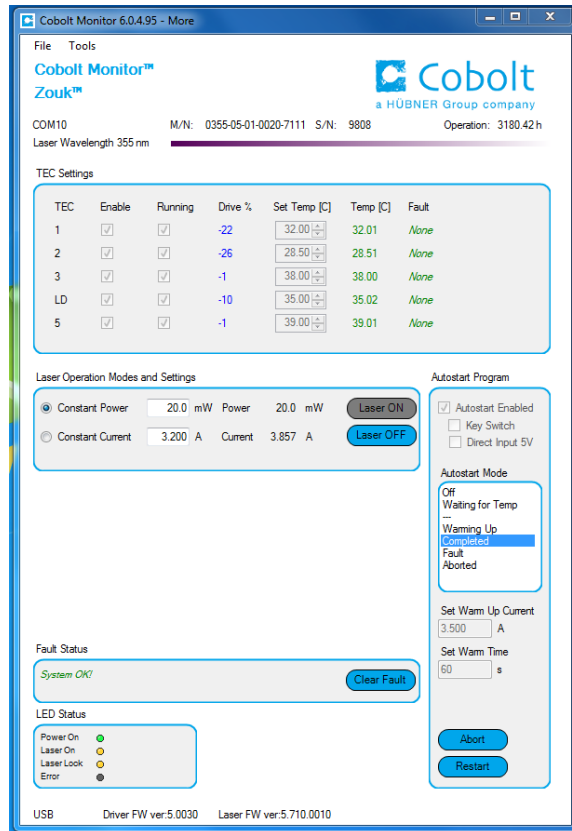 Cobolt Monitor 6.0.4.95 - More
File Tools
Cobolt Monitor™
Zouk™
Cobolt
a HÜBNER Group company
COM10 M/N: 0355-05-01-0020-7111 S/N: 9808 Operation: 3180.42 h
Laser Wavelength 355 nm
TEC Settings
TEC Enable Running Drive % Set Temp [C] Temp [C] Fault
1 -22 32.00 32.01 None
2 -26 28.50 28.51 None
3 -1 38.00 38.00 None
LD -10 35.00 35.02 None
5 -1 39.00 39.01 None
Laser Operation Modes and Settings
Constant Power 20.0 mW Power 20.0 mW Laser ON
Constant Current 3.200 A Current 3.857 A Laser OFF
Autostart Program
Autostart Enabled
Key Switch
Direct Input 5V
Autostart Mode
Off
Waiting for Temp
---
Warming Up
Completed
Fault
Aborted
Set Warm Up Current
3.500 A
Set Warm Time
60 s
Abort
Restart
Fault Status
System OK!
Clear Fault
LED Status
Power On
Laser On
Laser Look
Error
USB Driver FW ver:5.0030 Laser FW ver:5.710.0010